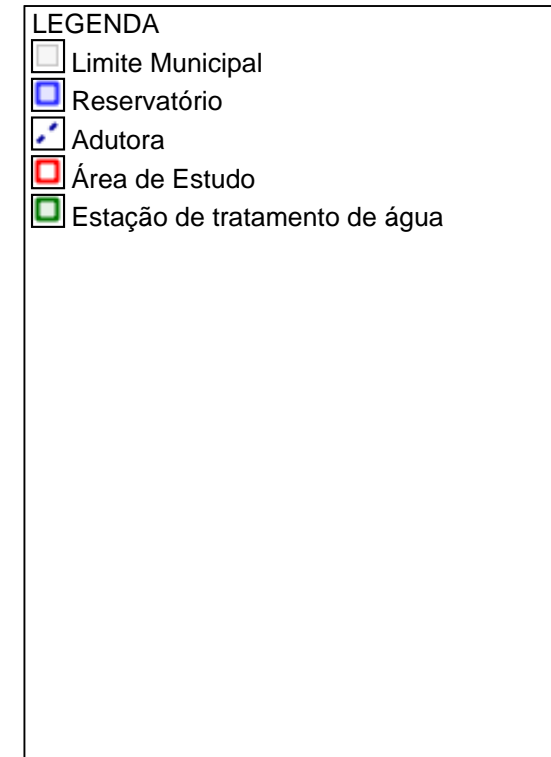 LEGENDA
Limite Municipal
Reservatório
Adutora
Área de Estudo
Estação de tratamento de água